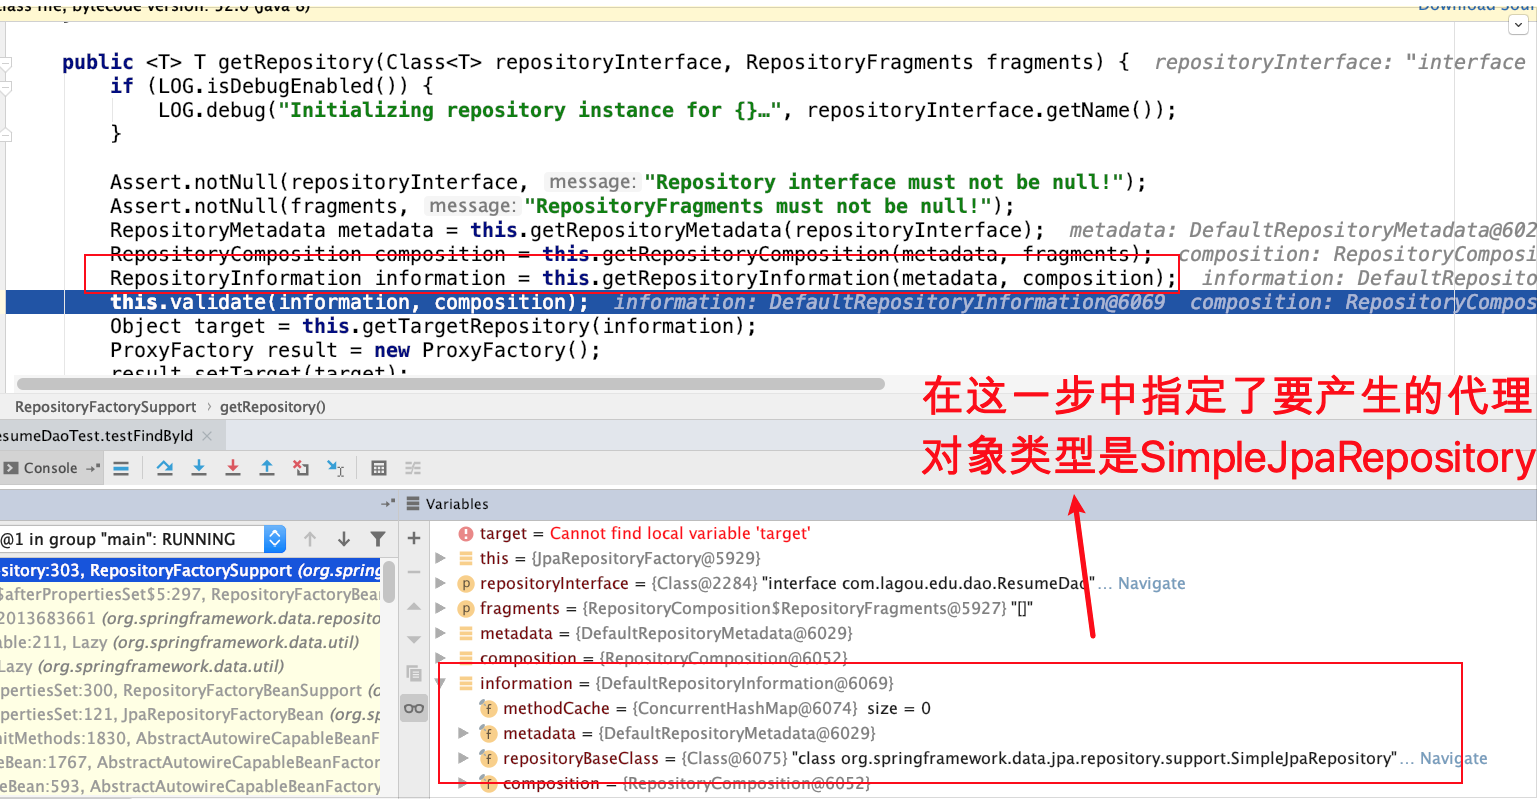 class file, bytecode version: 52.0 (Java 8)
public <T> T getRepository(Class<T> repositoryInterface, RepositoryFragments fragments) { repositoryInterface: "interface
if (LOG.isDebugEnabled()) {
LOG.debug("Initializing repository instance for {}…", repositoryInterface.getName());
}
Assert.notNull(repositoryInterface, message: "Repository interface must not be null!");
Assert.notNull(fragments, message: "RepositoryFragments must not be null!");
RepositoryMetadata metadata = this.getRepositoryMetadata(repositoryInterface); metadata: DefaultRepositoryMetadata@602
RepositoryComposition composition = this.getRepositoryComposition(metadata, fragments); composition: RepositoryComposi
RepositoryInformation information = this.getRepositoryInformation(metadata, composition); information: DefaultReposito
this.validate(information, composition); information: DefaultRepositoryInformation@6069 composition: RepositoryCompos
Object target = this.getTargetRepository(information);
ProxyFactory result = new ProxyFactory();
result.setTarget(target);
在这一步中指定了要产生的代理
对象类型是SimpleJpaRepository
RepositoryFactorySupport › getRepository()
esumeDaoTest.testFindById ×
Console
Variables
@1 in group "main": RUNNING
sitory:303, RepositoryFactorySupport (org.spring
$afterPropertiesSet$5:297, RepositoryFactoryBean
2013683661 (org.springframework.data.reposito
able:211, Lazy (org.springframework.data.util)
Lazy (org.springframework.data.util)
opertiesSet:300, RepositoryFactoryBeanSupport (o
opertiesSet:121, JpaRepositoryFactoryBean (org.sp
nitMethods:1830, AbstractAutowireCapableBeanF
eBean:1767, AbstractAutowireCapableBeanFactor
eBean:593, AbstractAutowireCapableBeanFactory
target = Cannot find local variable 'target'
this = {JpaRepositoryFactory@5929}
repositoryInterface = {Class@2284} "interface com.lagou.edu.dao.ResumeDao" ... Navigate
fragments = {RepositoryComposition$RepositoryFragments@5927} "[]"
metadata = {DefaultRepositoryMetadata@6029}
composition = {RepositoryComposition@6052}
information = {DefaultRepositoryInformation@6069}
methodCache = {ConcurrentHashMap@6074} size = 0
metadata = {DefaultRepositoryMetadata@6029}
repositoryBaseClass = {Class@6075} "class org.springframework.data.jpa.repository.support.SimpleJpaRepository" ... Navigate
composition = {RepositoryComposition@6052}